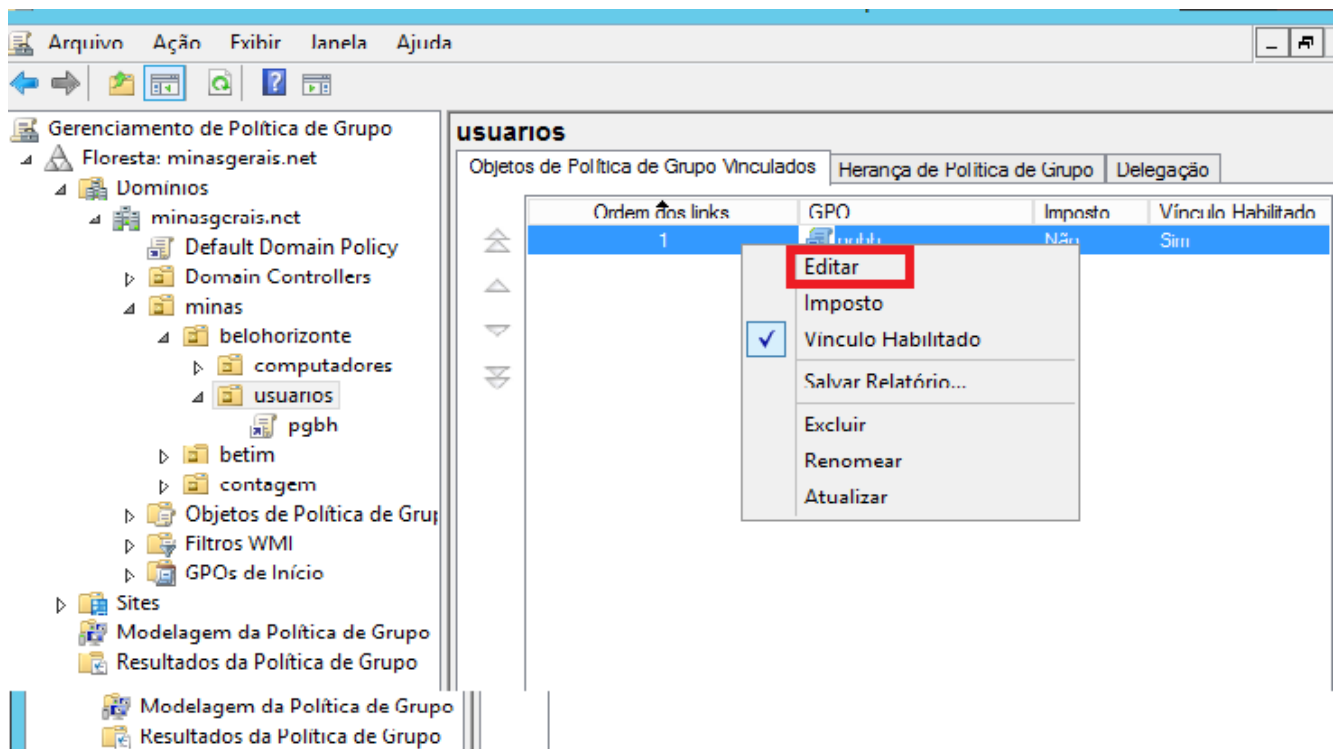 Arquivo Ação Exibir Janela Ajuda
Gerenciamento de Política de Grupo
Floresta: minasgerais.net
Domínios
minasgerais.net
Default Domain Policy
Domain Controllers
minas
belohorizonte
computadores
usuarios
pgbh
betim
contagem
Objetos de Política de Grup
Filtros WMI
GPOs de Início
Sites
Modelagem da Política de Grupo
Resultados da Política de Grupo
Modelagem da Política de Grupo
Resultados da Política de Grupo
usuarios
Objetos de Política de Grupo Vinculados Herança de Política de Grupo Delegação
Ordem dos links GPO Imposto Vínculo Habilitado
1 pgbh Não Sim
Editar
Imposto
Vínculo Habilitado
Salvar Relatório...
Excluir
Renomear
Atualizar